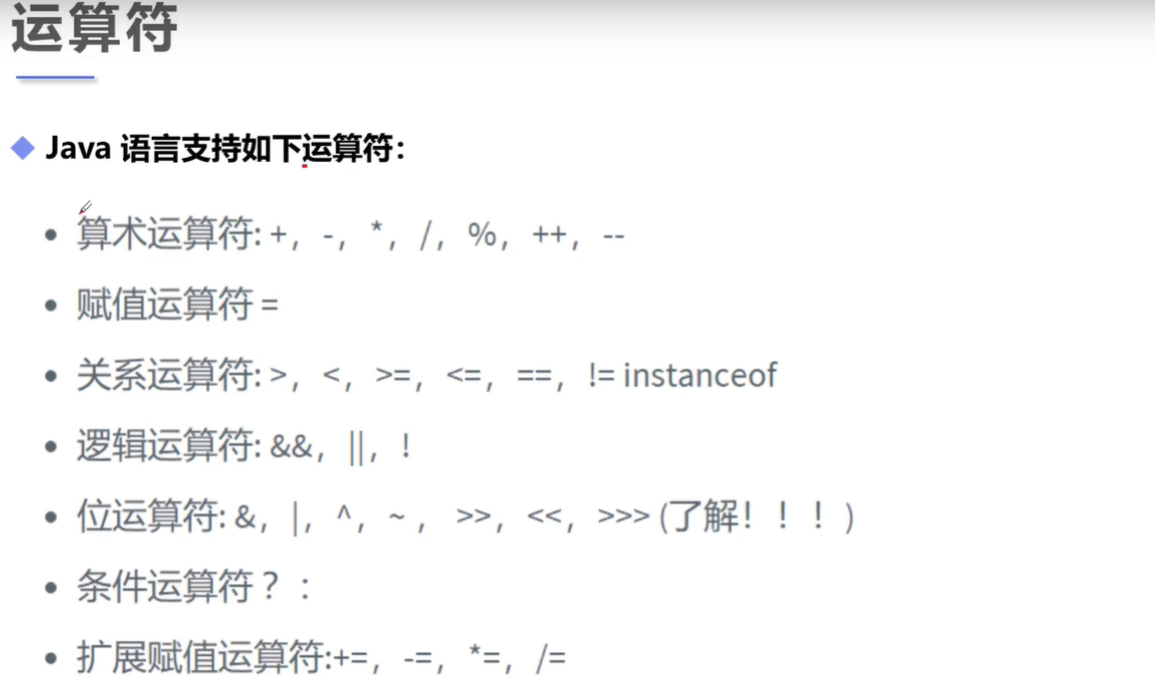 运算符
Java 语言支持如下运算符：
算术运算符: +，-，*，/，%，++，--
赋值运算符 =
关系运算符: >，<，>=，<=，==，!= instanceof
逻辑运算符: &&，||，!
位运算符: &，|，^，~ ， >>，<<，>>> (了解！！！)
条件运算符？：
扩展赋值运算符:+=，-=，*=，/=